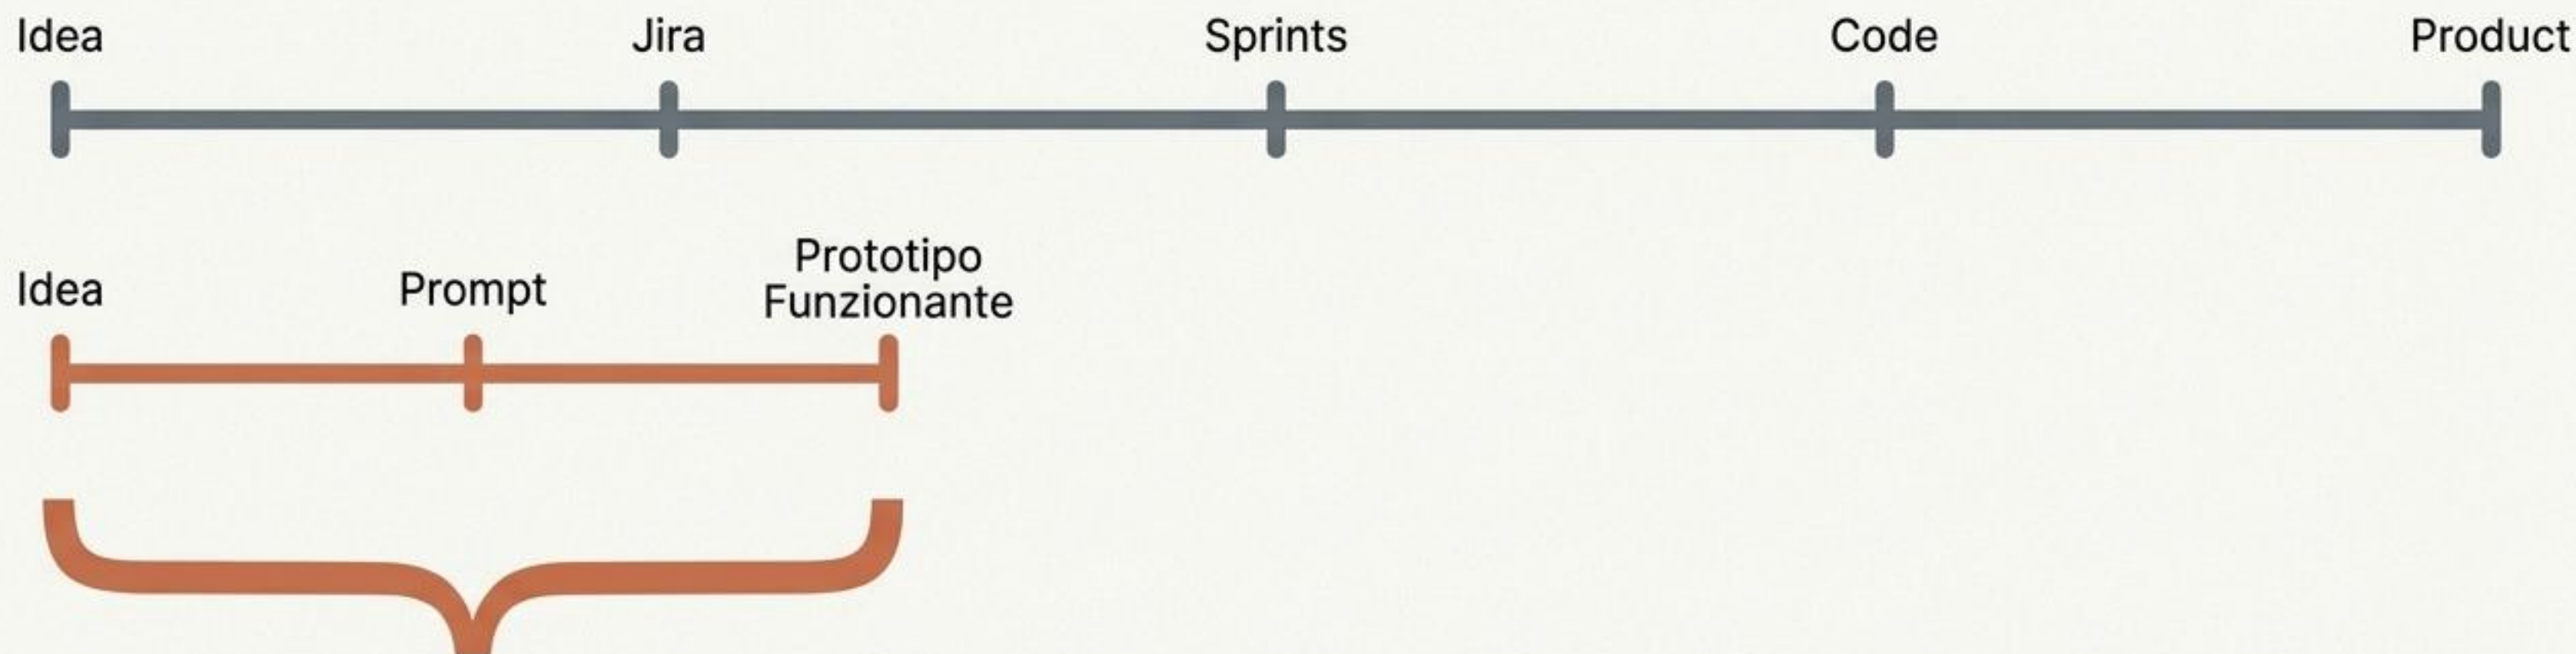 Idea Jira Sprints Code Product
Idea Prompt Prototipo
Funzionante